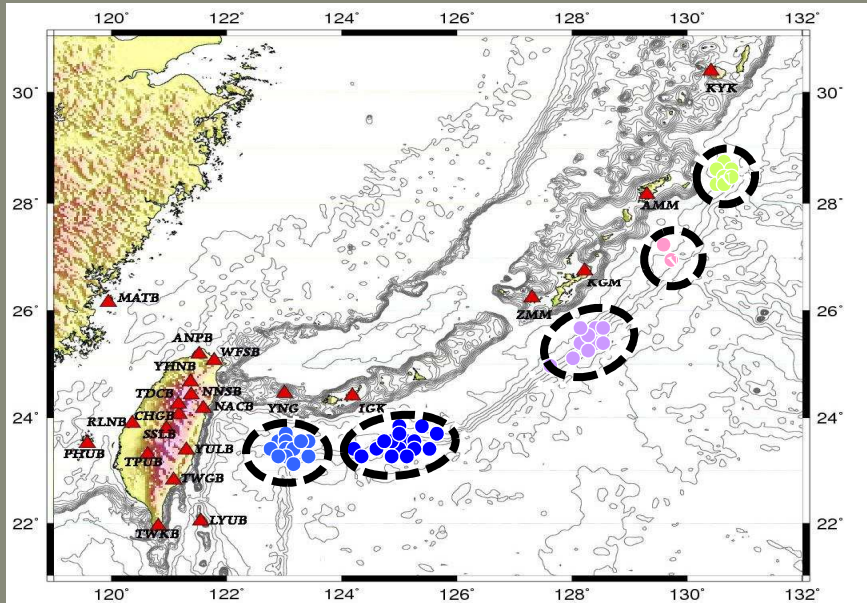 120° 122° 124° 126° 128° 130° 132°
30° 30°
28° 28°
26° 26°
24° 24°
22° 22°
120° 122° 124° 126° 128° 130° 132°
KYK
AMM
KGM
ZMM
MATB
ANPB
WFSB
YHNB
TDCB
NNSB
NACB
CHGB
RLNB
SSLB
PHUB
TPUB
YULB
TWGB
LYUB
TWKB
YNG
IGK